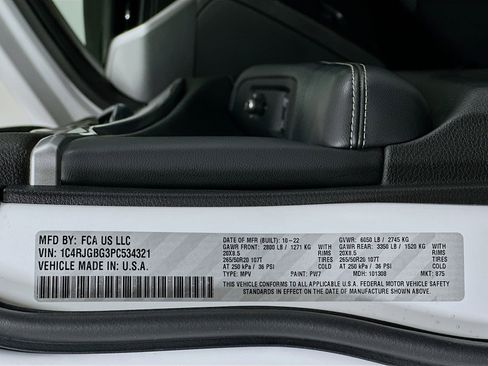 MFD BY: FCA US LLC
VIN: 1C4RJGBG3PC534321
VEHICLE MADE IN: U.S.A.
DATE OF MFR (BUILT): 10-22 GVWR: 6050 LB / 2745 KG
GAWR FRONT: 2800 LB / 1271 KG GAWR REAR: 3350 LB / 1520 KG
20X8.5 RIMS 20X8.5 RIMS
265/50R20 107T TIRES 265/50R20 107T TIRES
AT 250 kPa / 36 PSI AT 250 kPa / 36 PSI
TYPE: MPV PAINT: PW7 MDH: 101308 MKT: 875
THIS VEHICLE CONFORMS TO ALL APPLICABLE U.S.A. FEDERAL MOTOR VEHICLE SAFETY STANDARDS
IN EFFECT ON THE DATE OF MANUFACTURE SHOWN ABOVE.